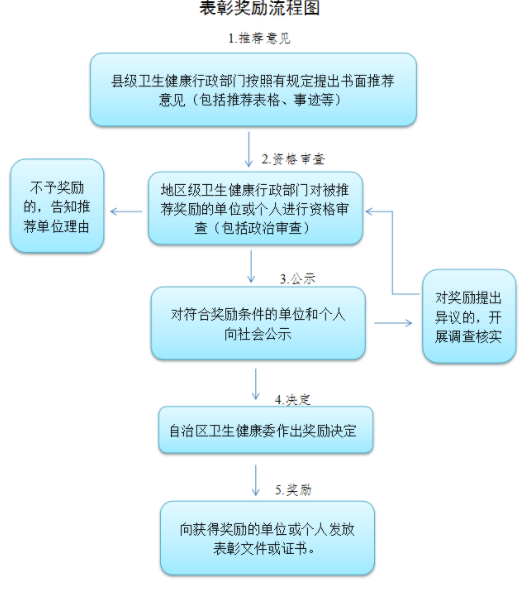 表彰奖励流程图
1.推荐意见
县级卫生健康行政部门按照有规定提出书面推荐
意见（包括推荐表格、事迹等）
2.资格审查
不予奖励
的，告知推
荐单位理由
地区级卫生健康行政部门对被推
荐奖励的单位或个人进行资格审
查（包括政治审查）
3.公示
对符合奖励条件的单位和个人
向社会公示
对奖励提出
异议的，开
展调查核实
4.决定
自治区卫生健康委作出奖励决定
5.奖励
向获得奖励的单位或个人发放
表彰文件或证书。